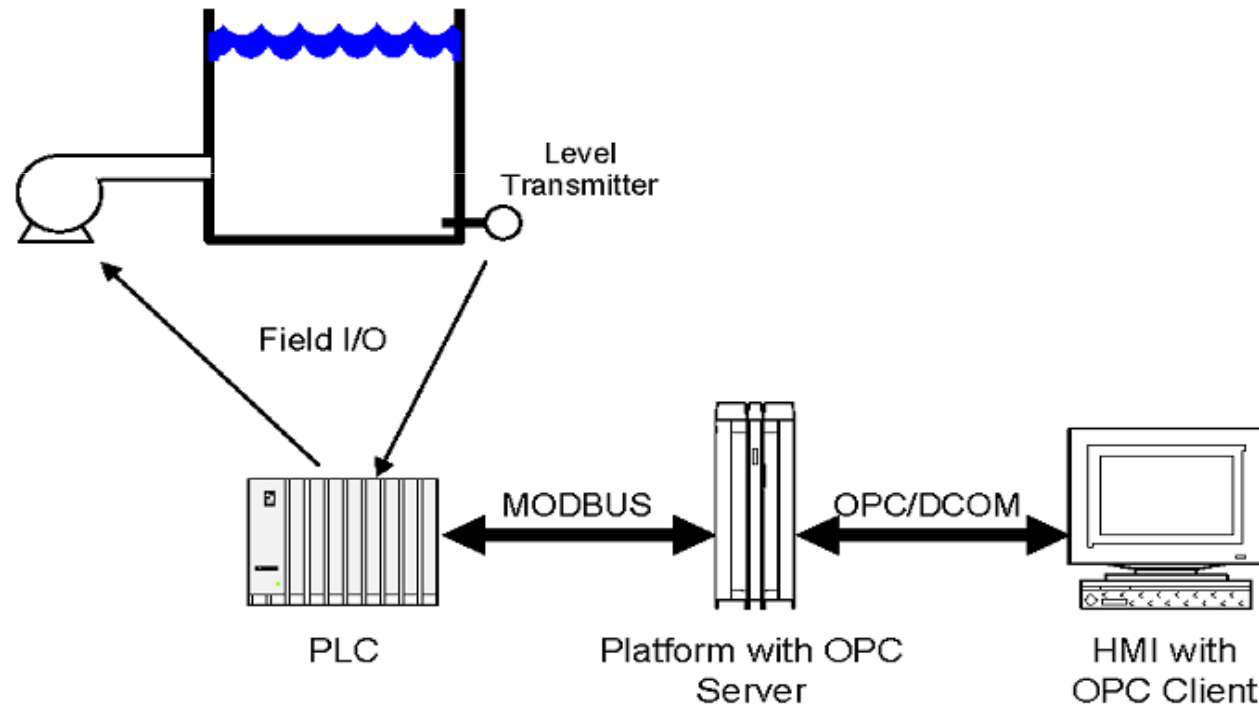 Level
Transmitter
Field I/O
MODBUS
OPC/DCOM
PLC
Platform with OPC
Server
HMI with
OPC Client